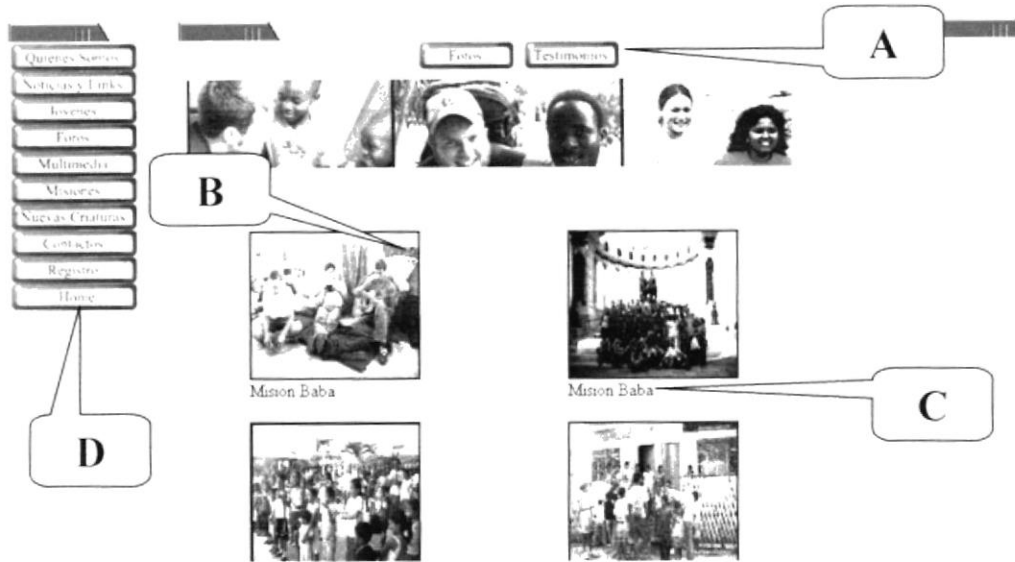 A
Fotos
Testimonios
Quienes Somos
Noticias y Links
Jovenes
Foros
Multimedia
Misiones
Nuevas Criaturas
Contactos
Registro
Home
B
Mision Baba
Mision Baba
C
D